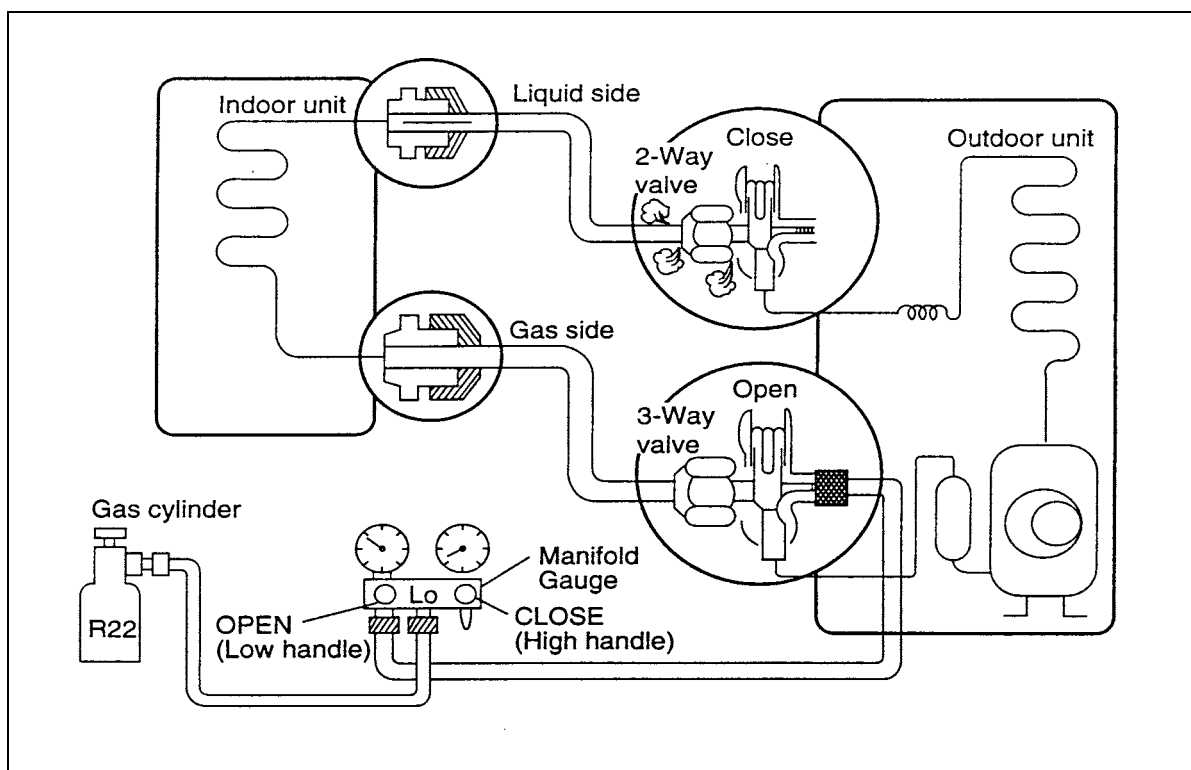 Indoor unit
Liquid side
2-Way
valve
Close
Outdoor unit
Gas side
3-Way
valve
Open
Gas cylinder
R22
Lo
Manifold
Gauge
OPEN
(Low handle)
CLOSE
(High handle)